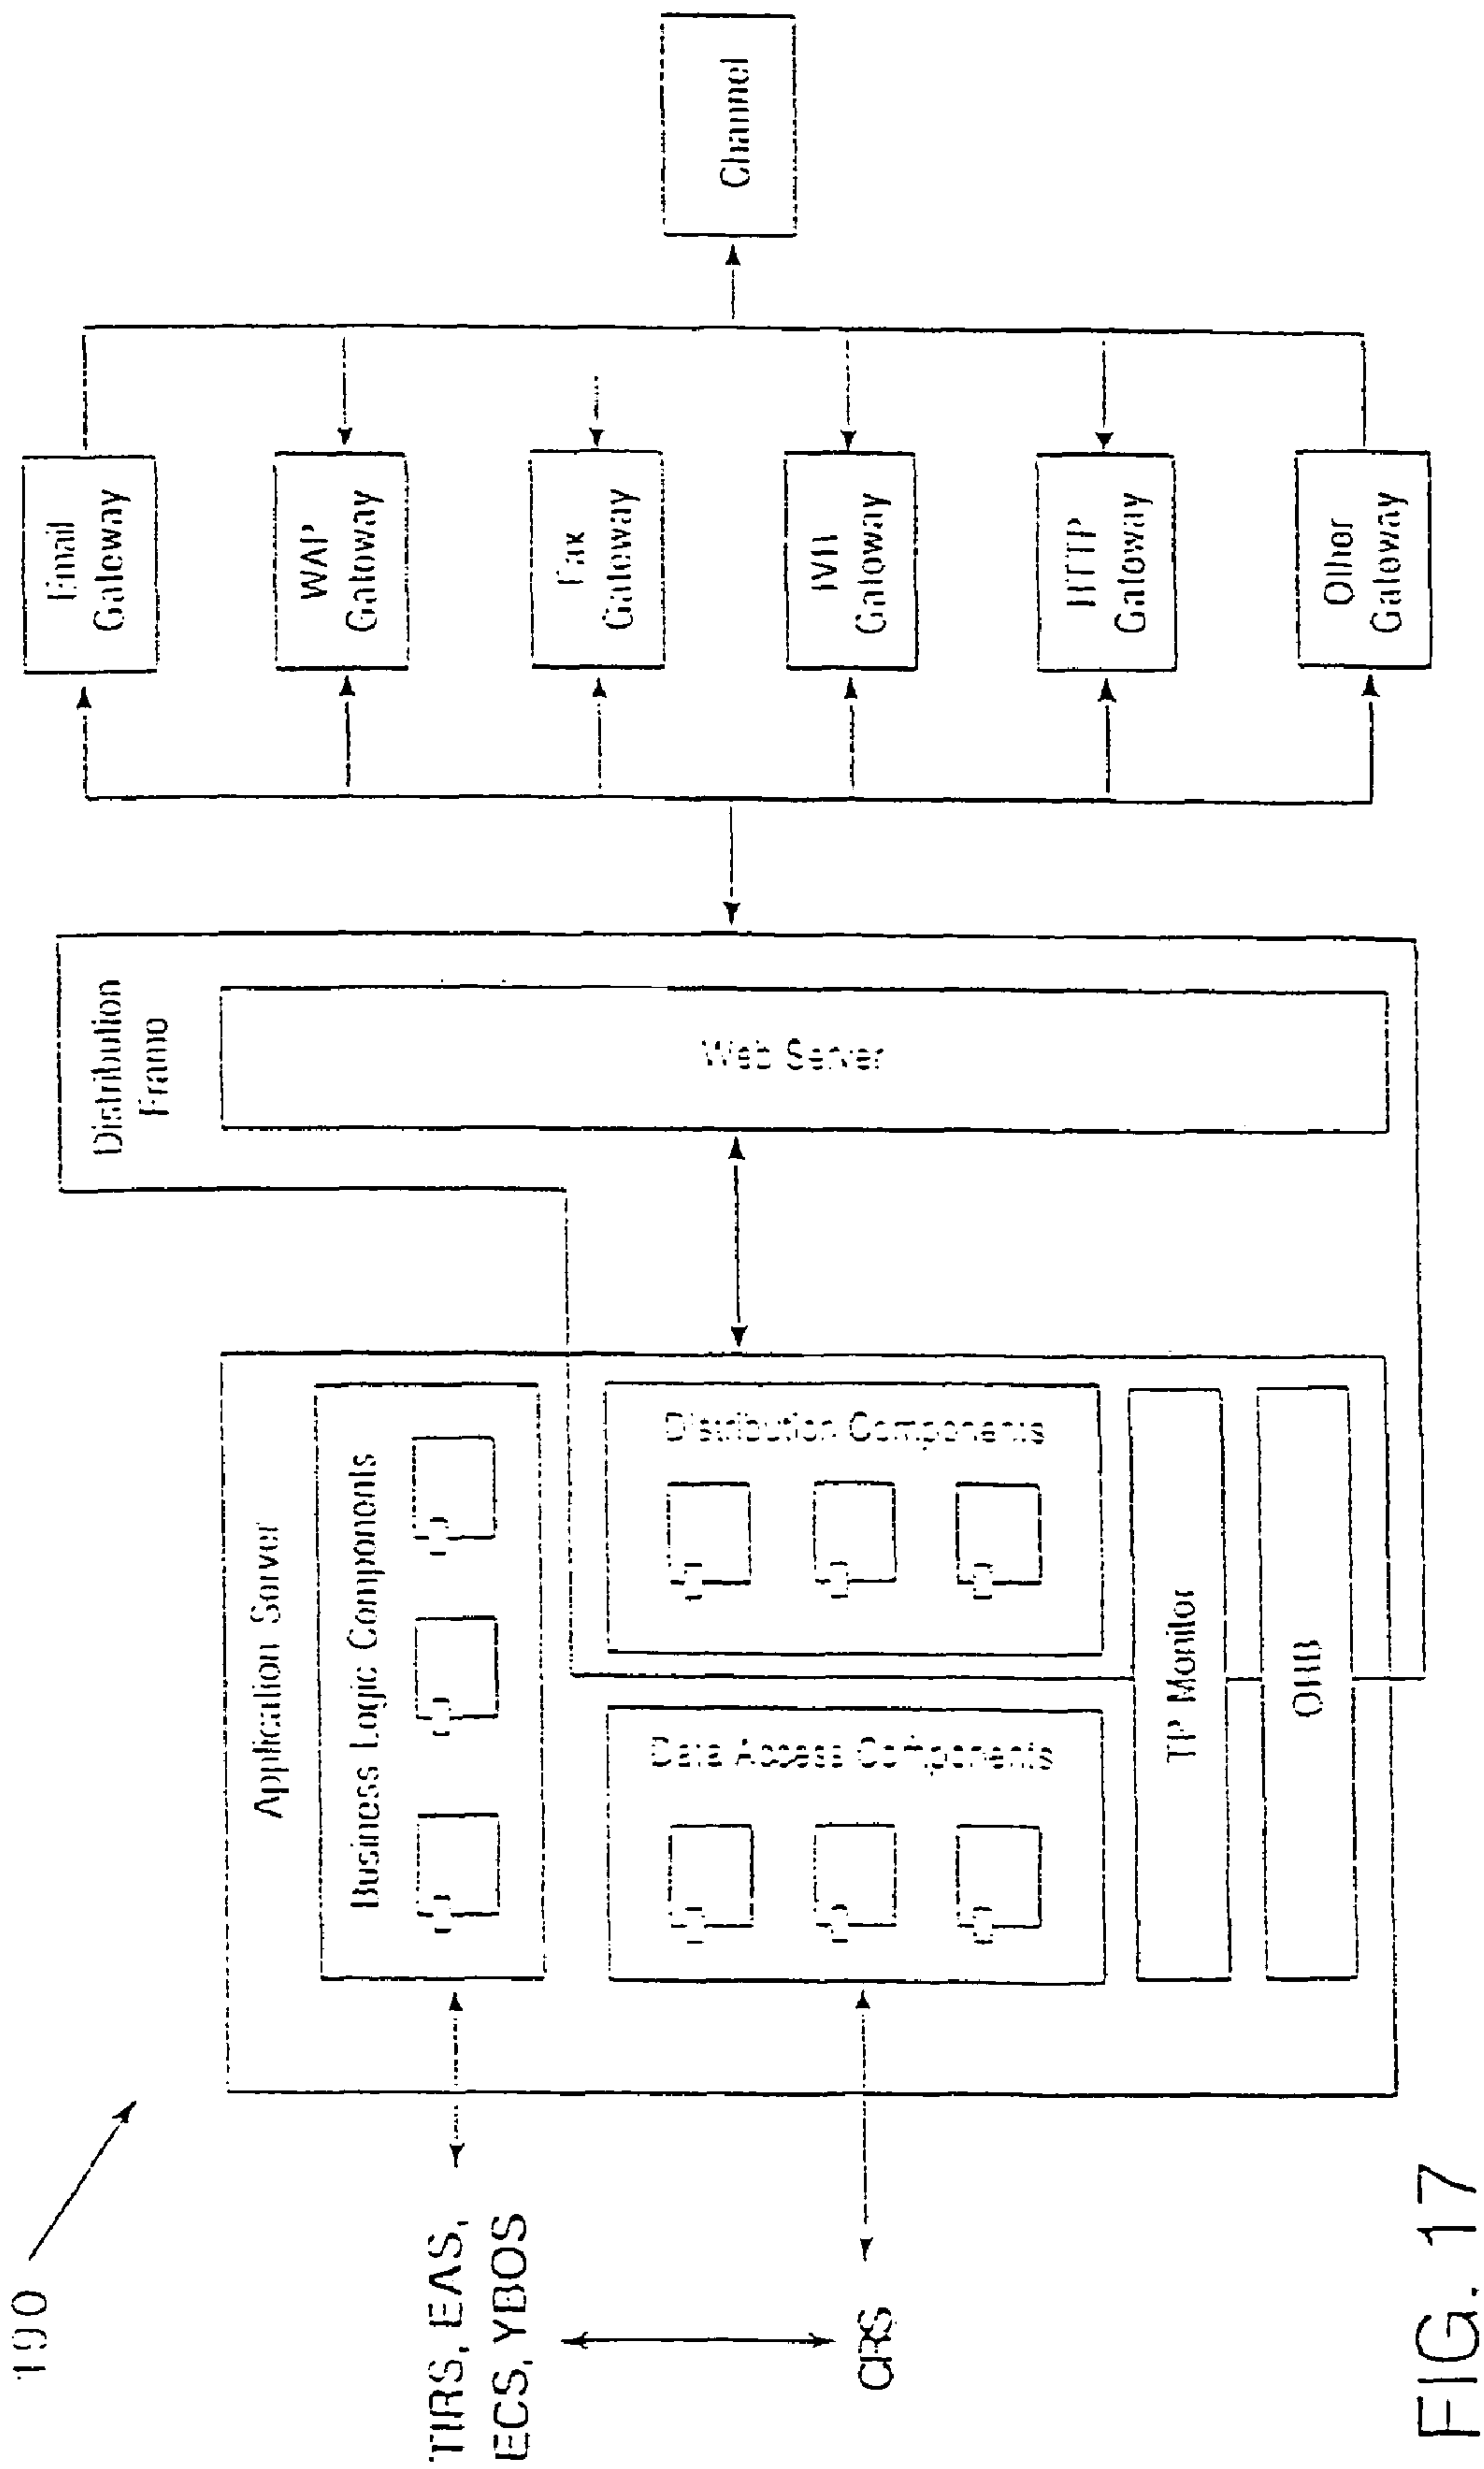 190
TIRS, EAS,
ECS, YBOS
CRS
Application Server
Business Logic Components
Data Access Components
Distribution Components
TP Monitor
ORB
Distribution
Frame
Web Server
Email
Gateway
WAP
Gateway
Fax
Gateway
IVR
Gateway
HTTP
Gateway
Other
Gateway
Channel
FIG. 17